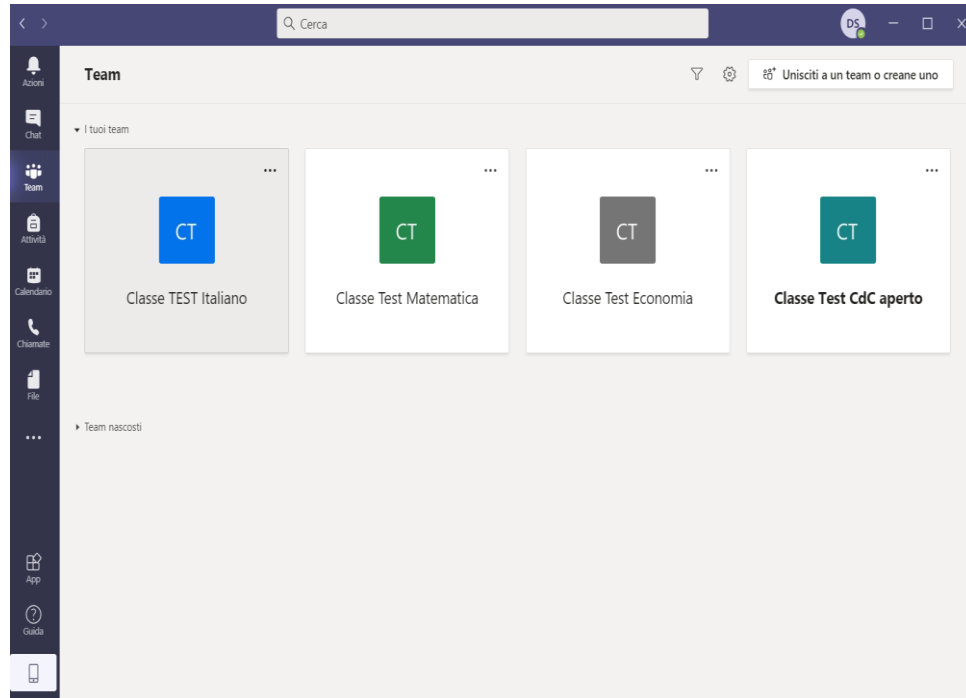 Cerca
DS
Azioni
Chat
Team
Attività
Calendario
Chiamate
File
App
Guida
Team
Unisciti a un team o creane uno
I tuoi team
CT
Classe TEST Italiano
CT
Classe Test Matematica
CT
Classe Test Economia
CT
Classe Test CdC aperto
Team nascosti